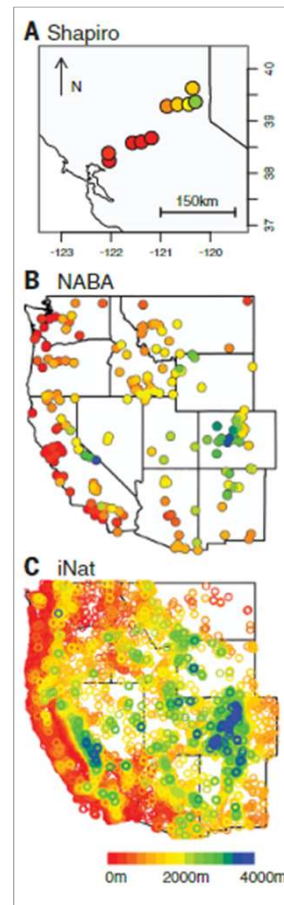 A Shapiro
N
40
39
38
37
150km
-123 -122 -121 -120
B NABA
C iNat
0m 2000m 4000m